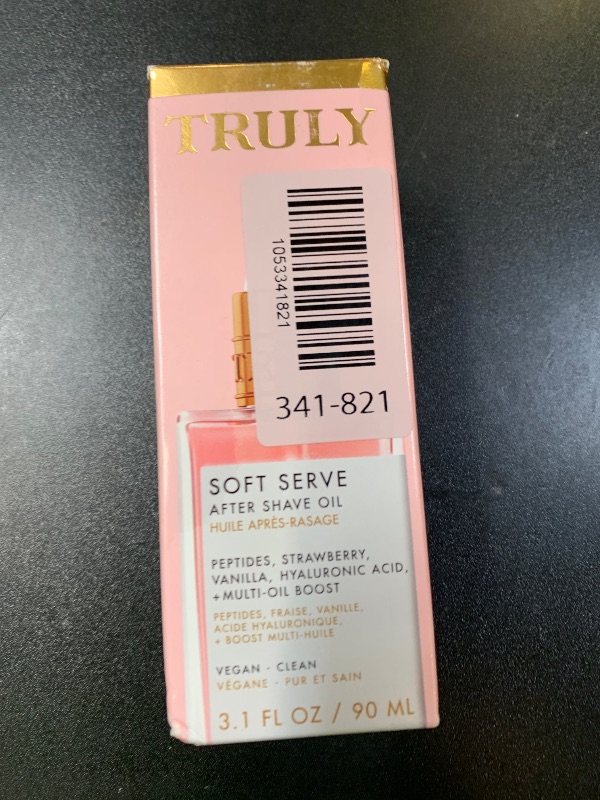 TRULY
1053341821
341-821
SOFT SERVE
AFTER SHAVE OIL
HUILE APRÈS-RASAGE
PEPTIDES, STRAWBERRY,
VANILLA, HYALURONIC ACID,
+MULTI-OIL BOOST
PEPTIDES, FRAISE, VANILLE,
ACIDE HYALURONIQUE,
+ BOOST MULTI-HUILE
VEGAN - CLEAN
VÉGANE - PUR ET SAIN
3.1 FL OZ / 90 ML